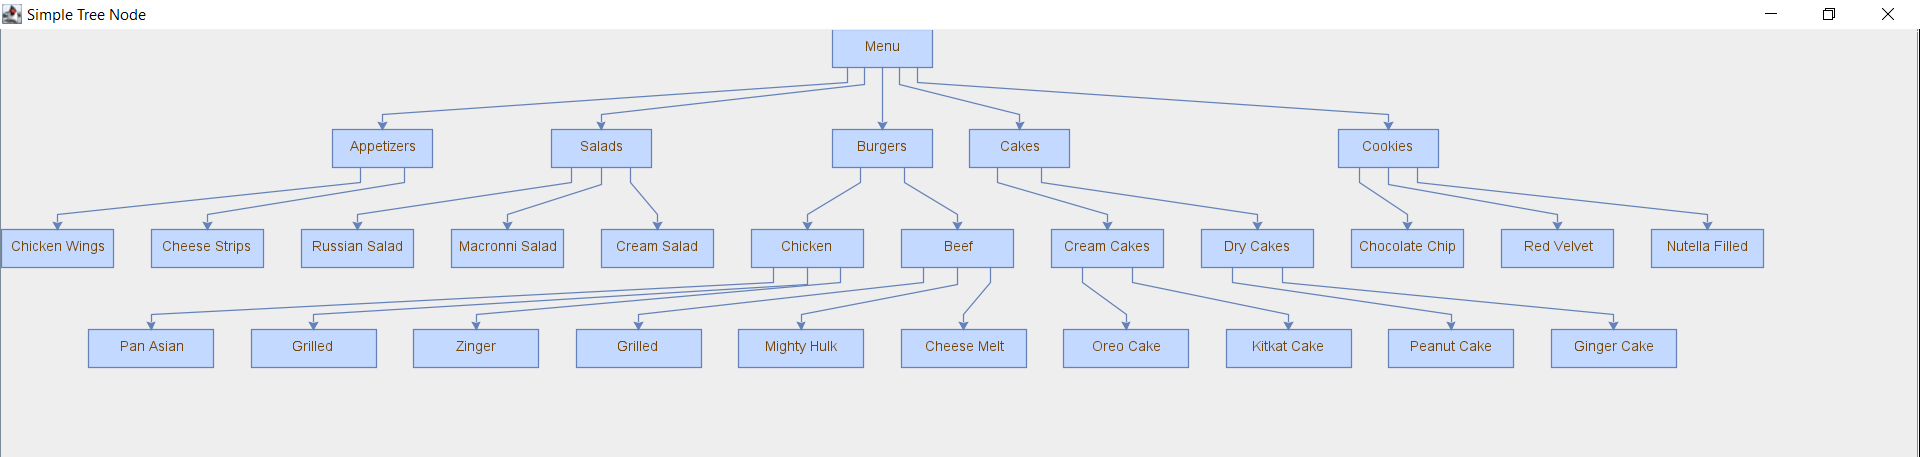 Simple Tree Node
Menu
Appetizers
Salads
Burgers
Cakes
Cookies
Chicken Wings
Cheese Strips
Russian Salad
Macronni Salad
Cream Salad
Chicken
Beef
Cream Cakes
Dry Cakes
Chocolate Chip
Red Velvet
Nutella Filled
Pan Asian
Grilled
Zinger
Grilled
Mighty Hulk
Cheese Melt
Oreo Cake
Kitkat Cake
Peanut Cake
Ginger Cake